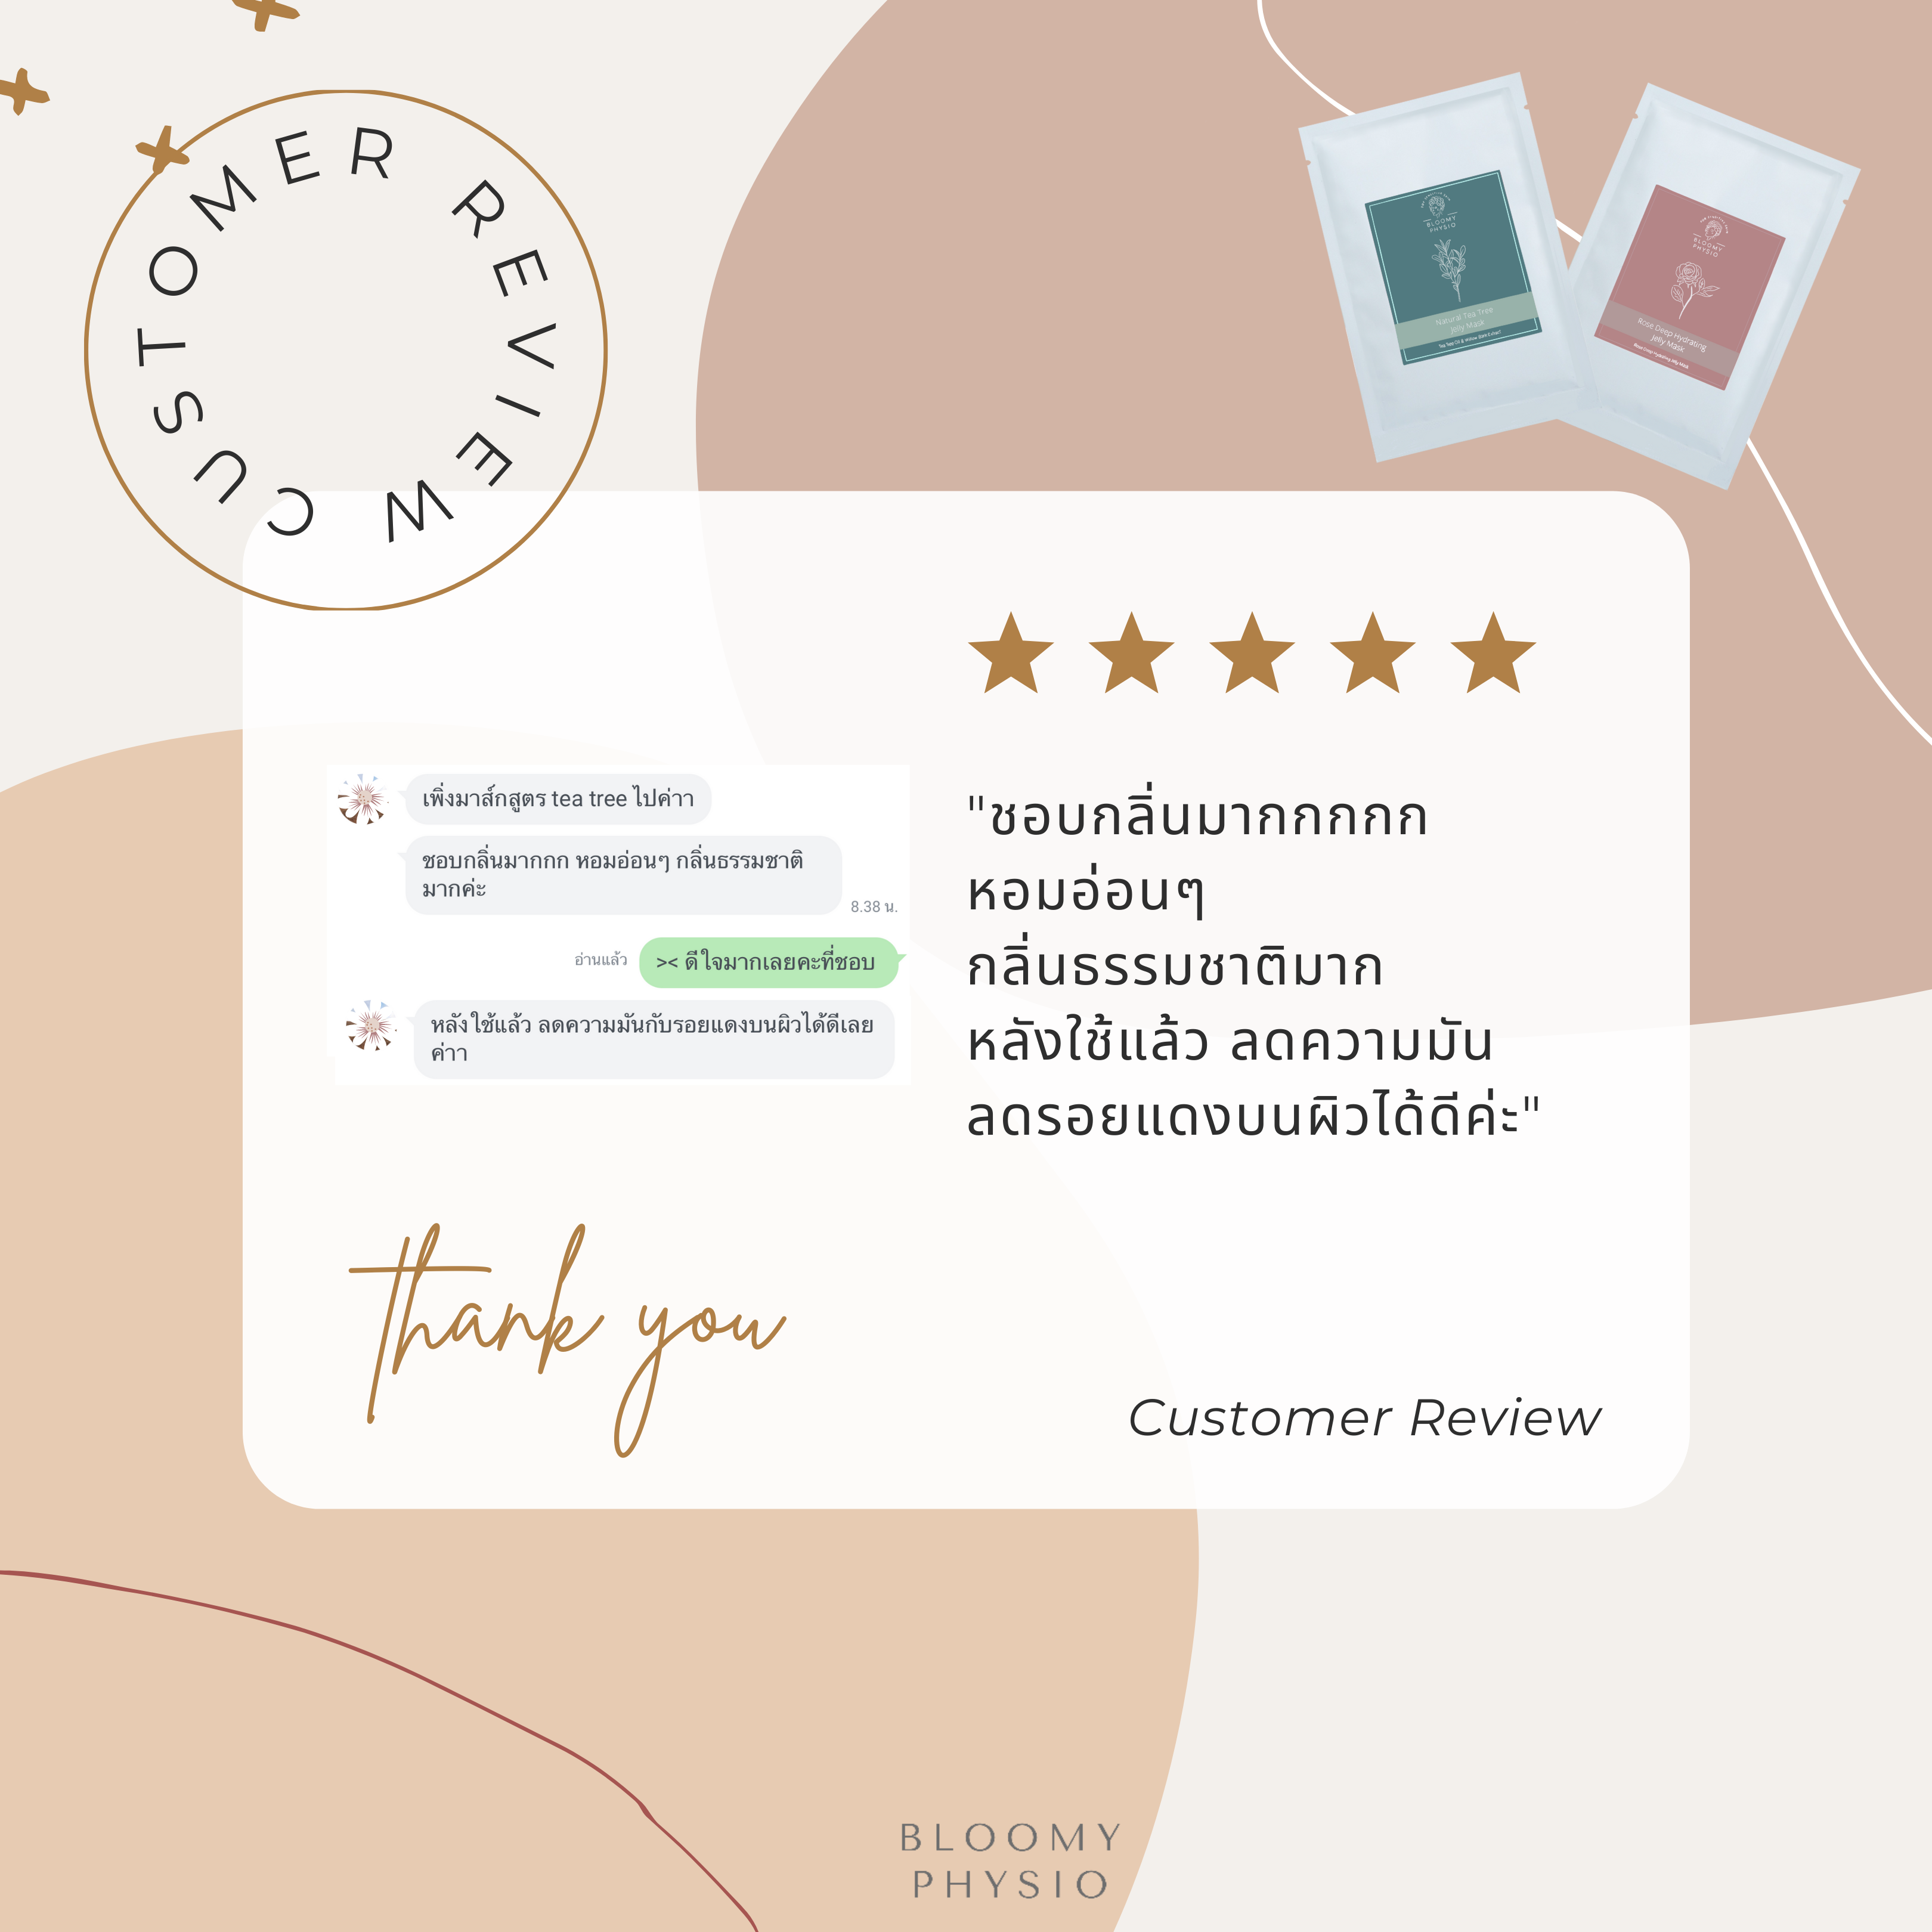 CUSTOMER REVIEW
BLOOMY
PHYSIO
Natural Tea Tree
Jelly Mask
BLOOMY
PHYSIO
Rose Deep Hydrating
Jelly Mask
เพิ่งมาส์กสูตร tea tree ไปค่าา
ชอบกลิ่นมากกก หอมอ่อนๆ กลิ่นธรรมชาติ
มากค่ะ
8.38 น.
อ่านแล้ว
>< ดีใจมากเลยคะที่ชอบ
หลังใช้แล้ว ลดความมันกับรอยแดงบนผิวได้ดีเลย
ค่าา
"ชอบกลิ่นมากกกกกก
หอมอ่อนๆ
กลิ่นธรรมชาติมาก
หลังใช้แล้ว ลดความมัน
ลดรอยแดงบนผิวได้ดีค่ะ"
thank you
Customer Review
BLOOMY
PHYSIO